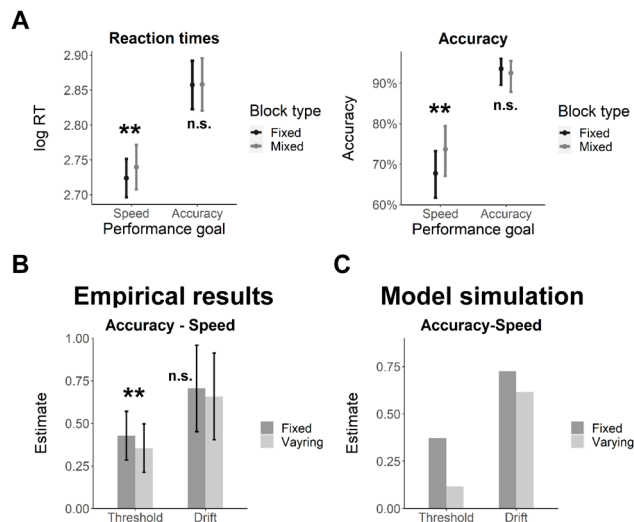 A
Reaction times
2.90
2.85
2.80
2.75
2.70
log RT
**
n.s.
Speed Accuracy
Performance goal
Block type
Fixed
Mixed
Accuracy
90%
80%
70%
60%
Accuracy
**
n.s.
Speed Accuracy
Performance goal
Block type
Fixed
Mixed
B
Empirical results
Accuracy - Speed
1.00
0.75
0.50
0.25
0.00
Estimate
**
n.s.
Threshold Drift
Fixed
Vayring
C
Model simulation
Accuracy-Speed
0.75
0.50
0.25
0.00
Estimate
Threshold Drift
Fixed
Varying